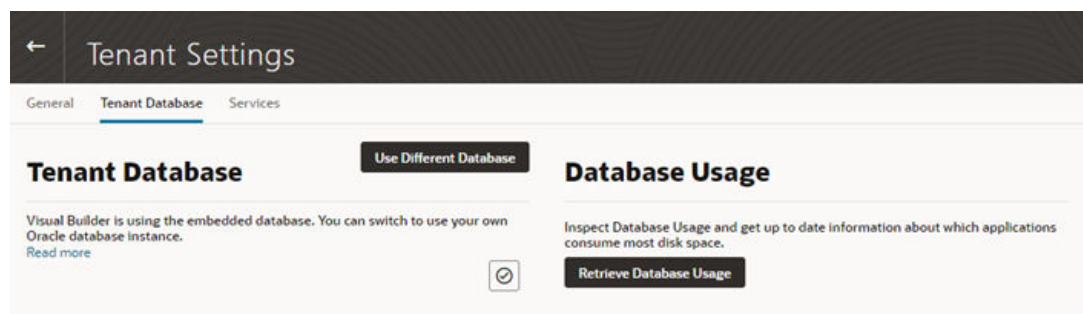 Tenant Settings
General Tenant Database Services
Tenant Database
Use Different Database
Visual Builder is using the embedded database. You can switch to use your own
Oracle database instance.
Read more
Database Usage
Inspect Database Usage and get up to date information about which applications
consume most disk space.
Retrieve Database Usage